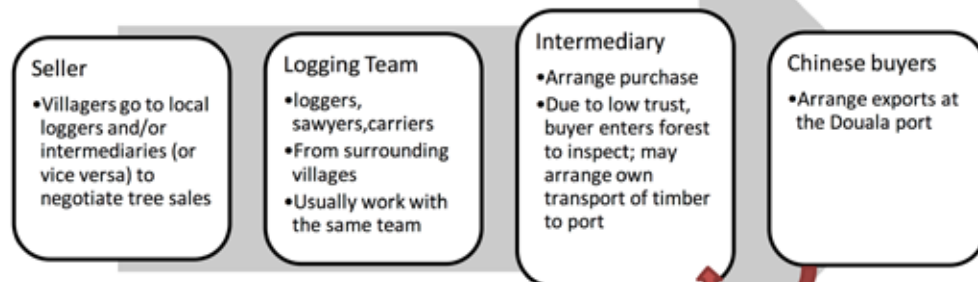 Seller
•Villagers go to local
loggers and/or
intermediaries (or
vice versa) to
negotiate tree sales
Logging Team
•loggers,
sawyers,carriers
•From surrounding
villages
•Usually work with
the same team
Intermediary
•Arrange purchase
•Due to low trust,
buyer enters forest
to inspect; may
arrange own
transport of timber
to port
Chinese buyers
•Arrange exports at
the Douala port